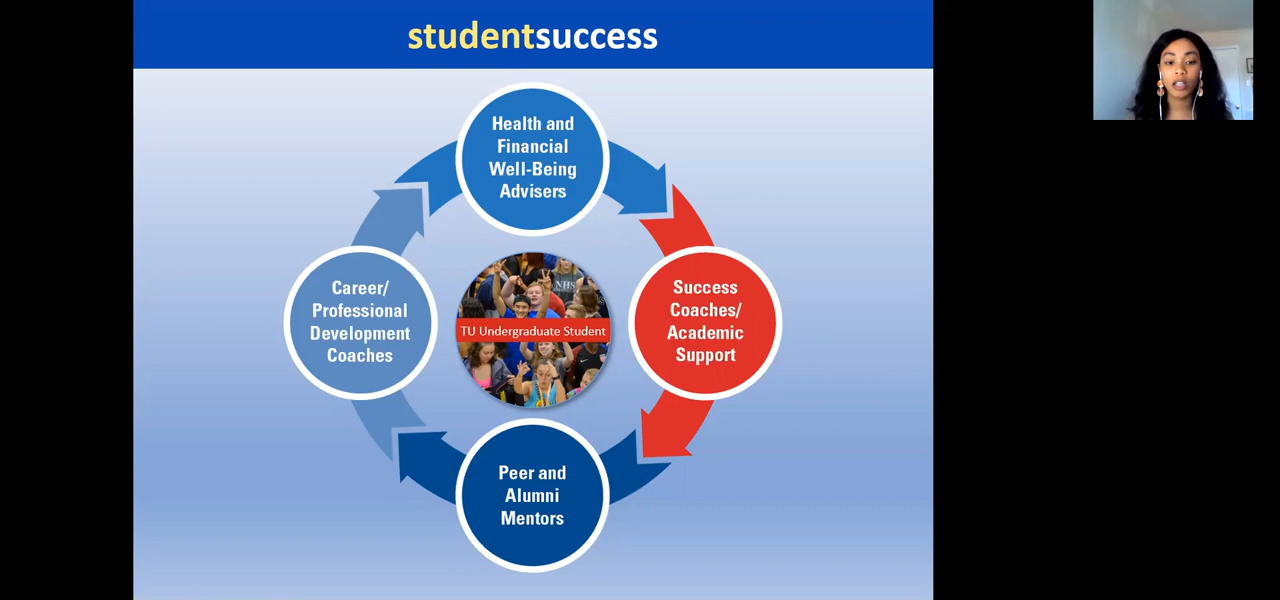 studentsuccess
Health and
Financial
Well-Being
Advisers
Career/
Professional
Development
Coaches
NHS
TU Undergraduate Student
Success
Coaches/
Academic
Support
Peer and
Alumni
Mentors